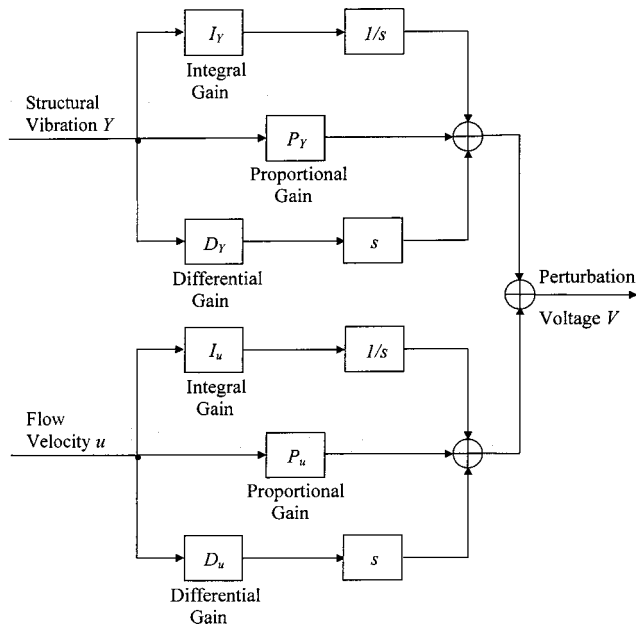 I_Y
1/s
Integral
Gain
Structural
Vibration Y
P_Y
Proportional
Gain
D_Y
s
Differential
Gain
Perturbation
Voltage V
I_u
1/s
Integral
Gain
Flow
Velocity u
P_u
Proportional
Gain
D_u
s
Differential
Gain